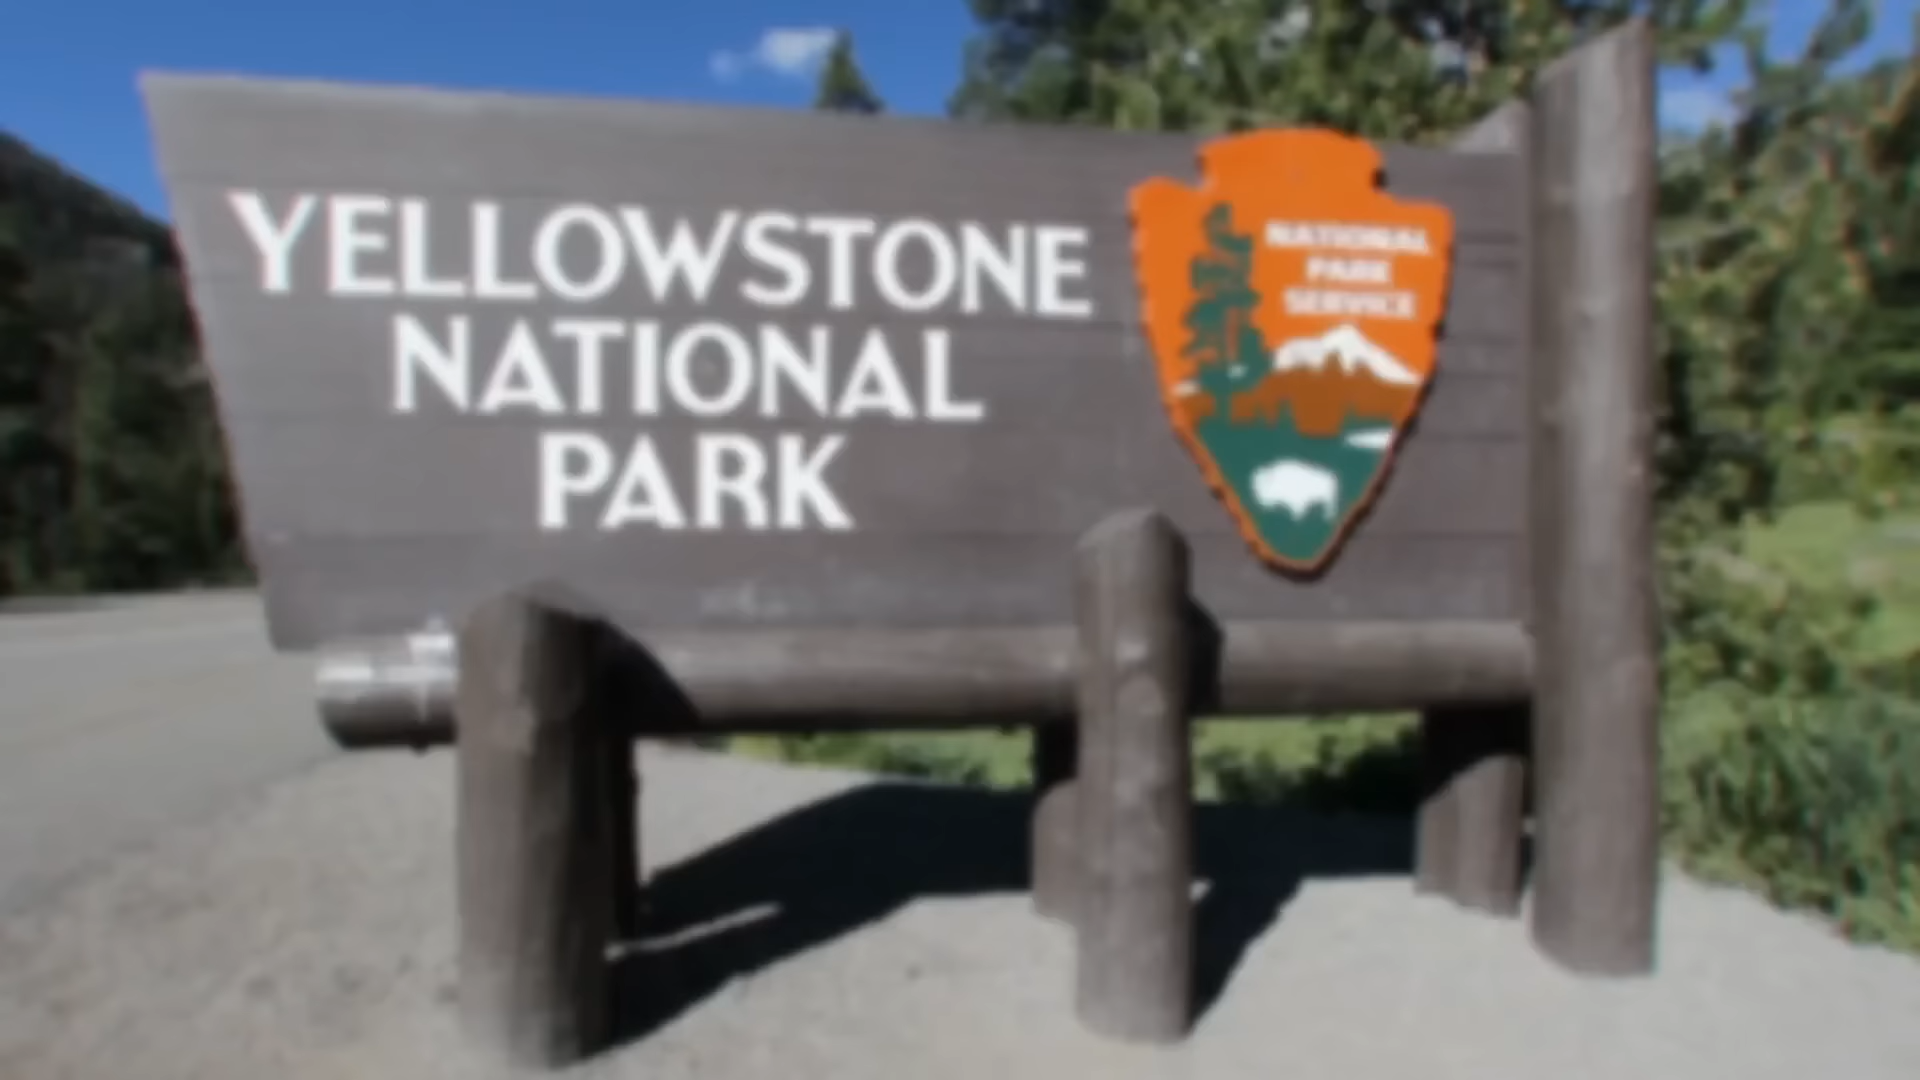 YELLOWSTONE
NATIONAL
PARK
NATIONAL
PARK
SERVICE